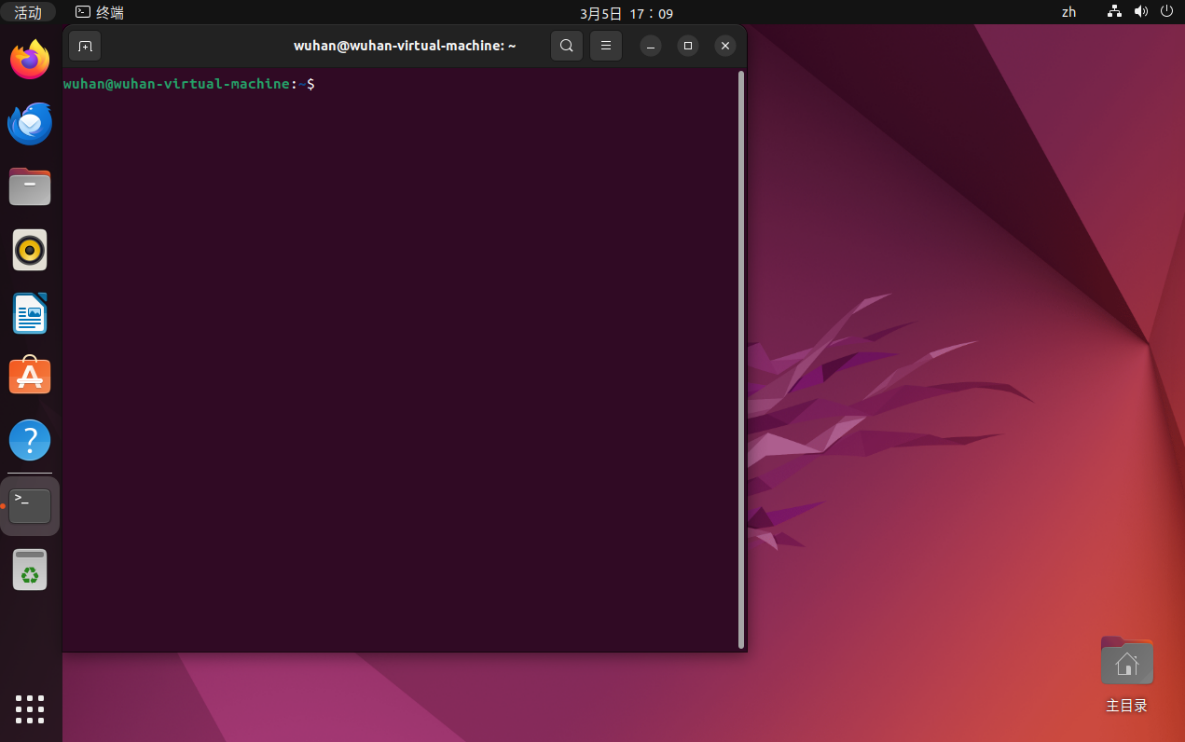 活动
终端
3月5日 17：09
zh
wuhan@wuhan-virtual-machine: ~
wuhan@wuhan-virtual-machine:~$
主目录